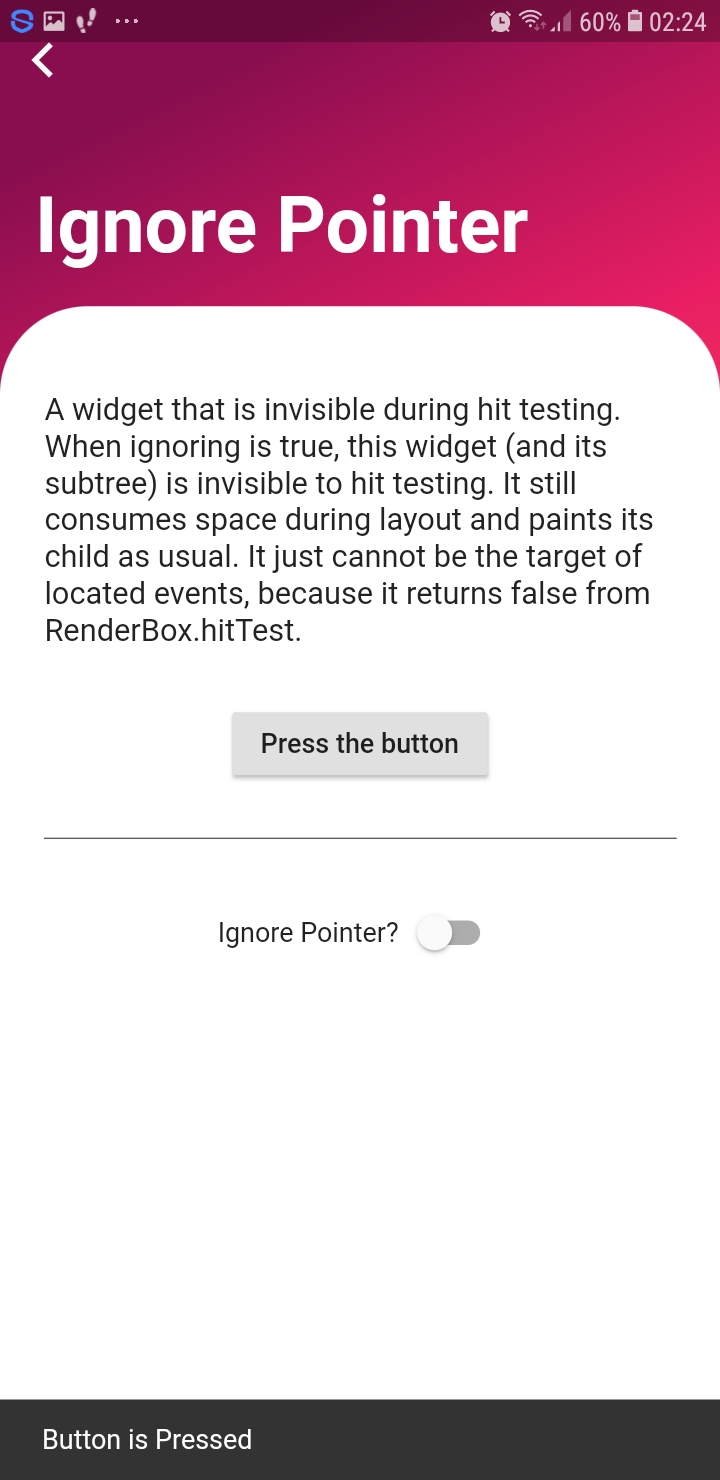 60% 02:24
Ignore Pointer
A widget that is invisible during hit testing.
When ignoring is true, this widget (and its
subtree) is invisible to hit testing. It still
consumes space during layout and paints its
child as usual. It just cannot be the target of
located events, because it returns false from
RenderBox.hitTest.
Press the button
Ignore Pointer?
Button is Pressed